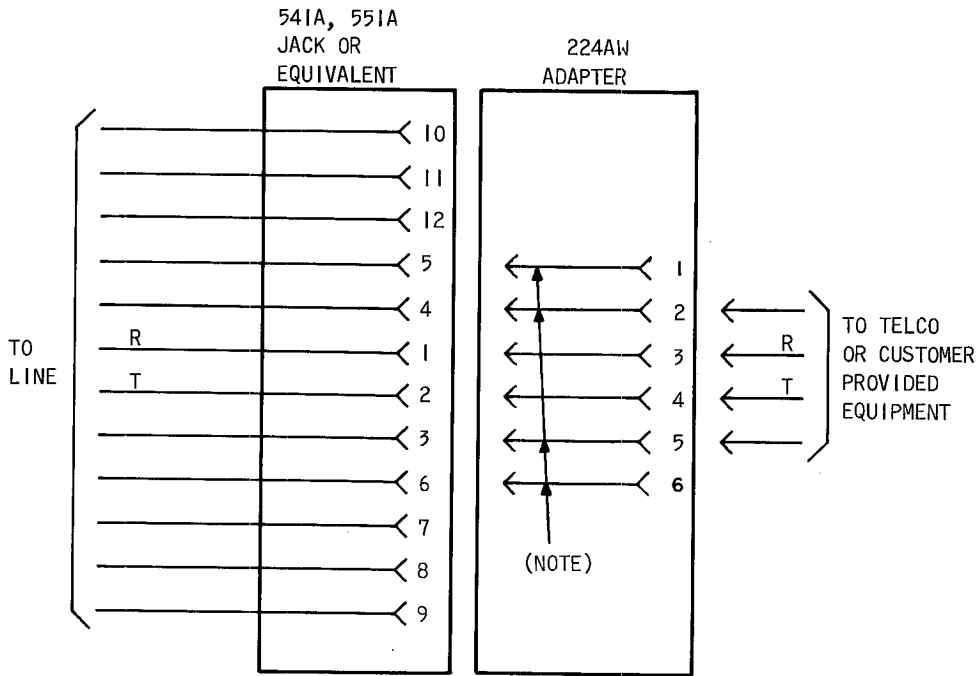 541A, 551A
JACK OR
EQUIVALENT
224AW
ADAPTER
10
11
12
5
4
R 1
T 2
3
6
7
8
9
TO
LINE
1
2
3 R
4 T
5
6
(NOTE)
TO TELCO
OR CUSTOMER
PROVIDED
EQUIPMENT